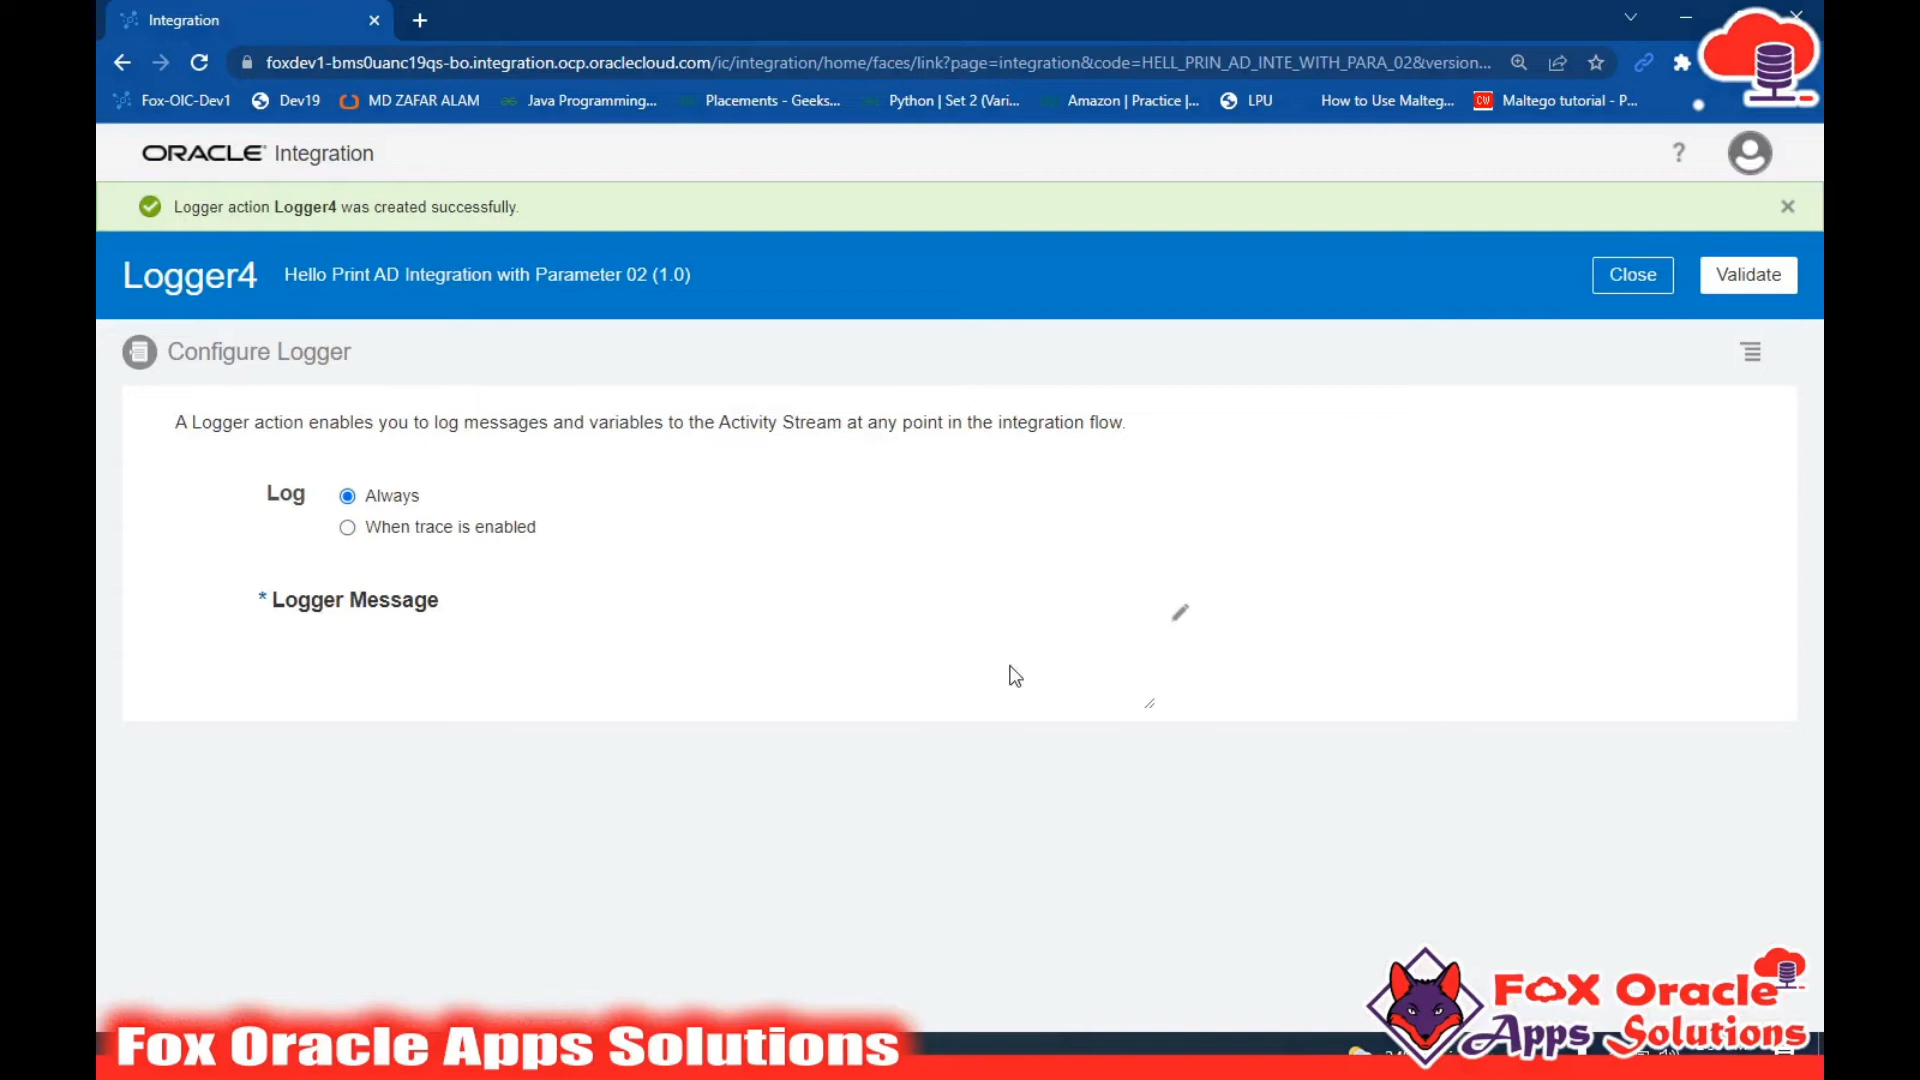 Integration
foxdev1-bms0uanc19qs-bo.integration.ocp.oraclecloud.com/ic/integration/home/faces/link?page=integration&code=HELL_PRIN_AD_INTE_WITH_PARA_02&version...
Fox-OIC-Dev1 Dev19 MD ZAFAR ALAM Java Programming... Placements - Geeks... Python | Set 2 (Vari... Amazon | Practice |... LPU How to Use Malteg... CW Maltego tutorial - P...
ORACLE Integration ?
Logger action Logger4 was created successfully.
Logger4 Hello Print AD Integration with Parameter 02 (1.0) Close Validate
Configure Logger
A Logger action enables you to log messages and variables to the Activity Stream at any point in the integration flow.
Log Always
When trace is enabled
* Logger Message
Fox Oracle
Apps Solutions
Fox Oracle Apps Solutions